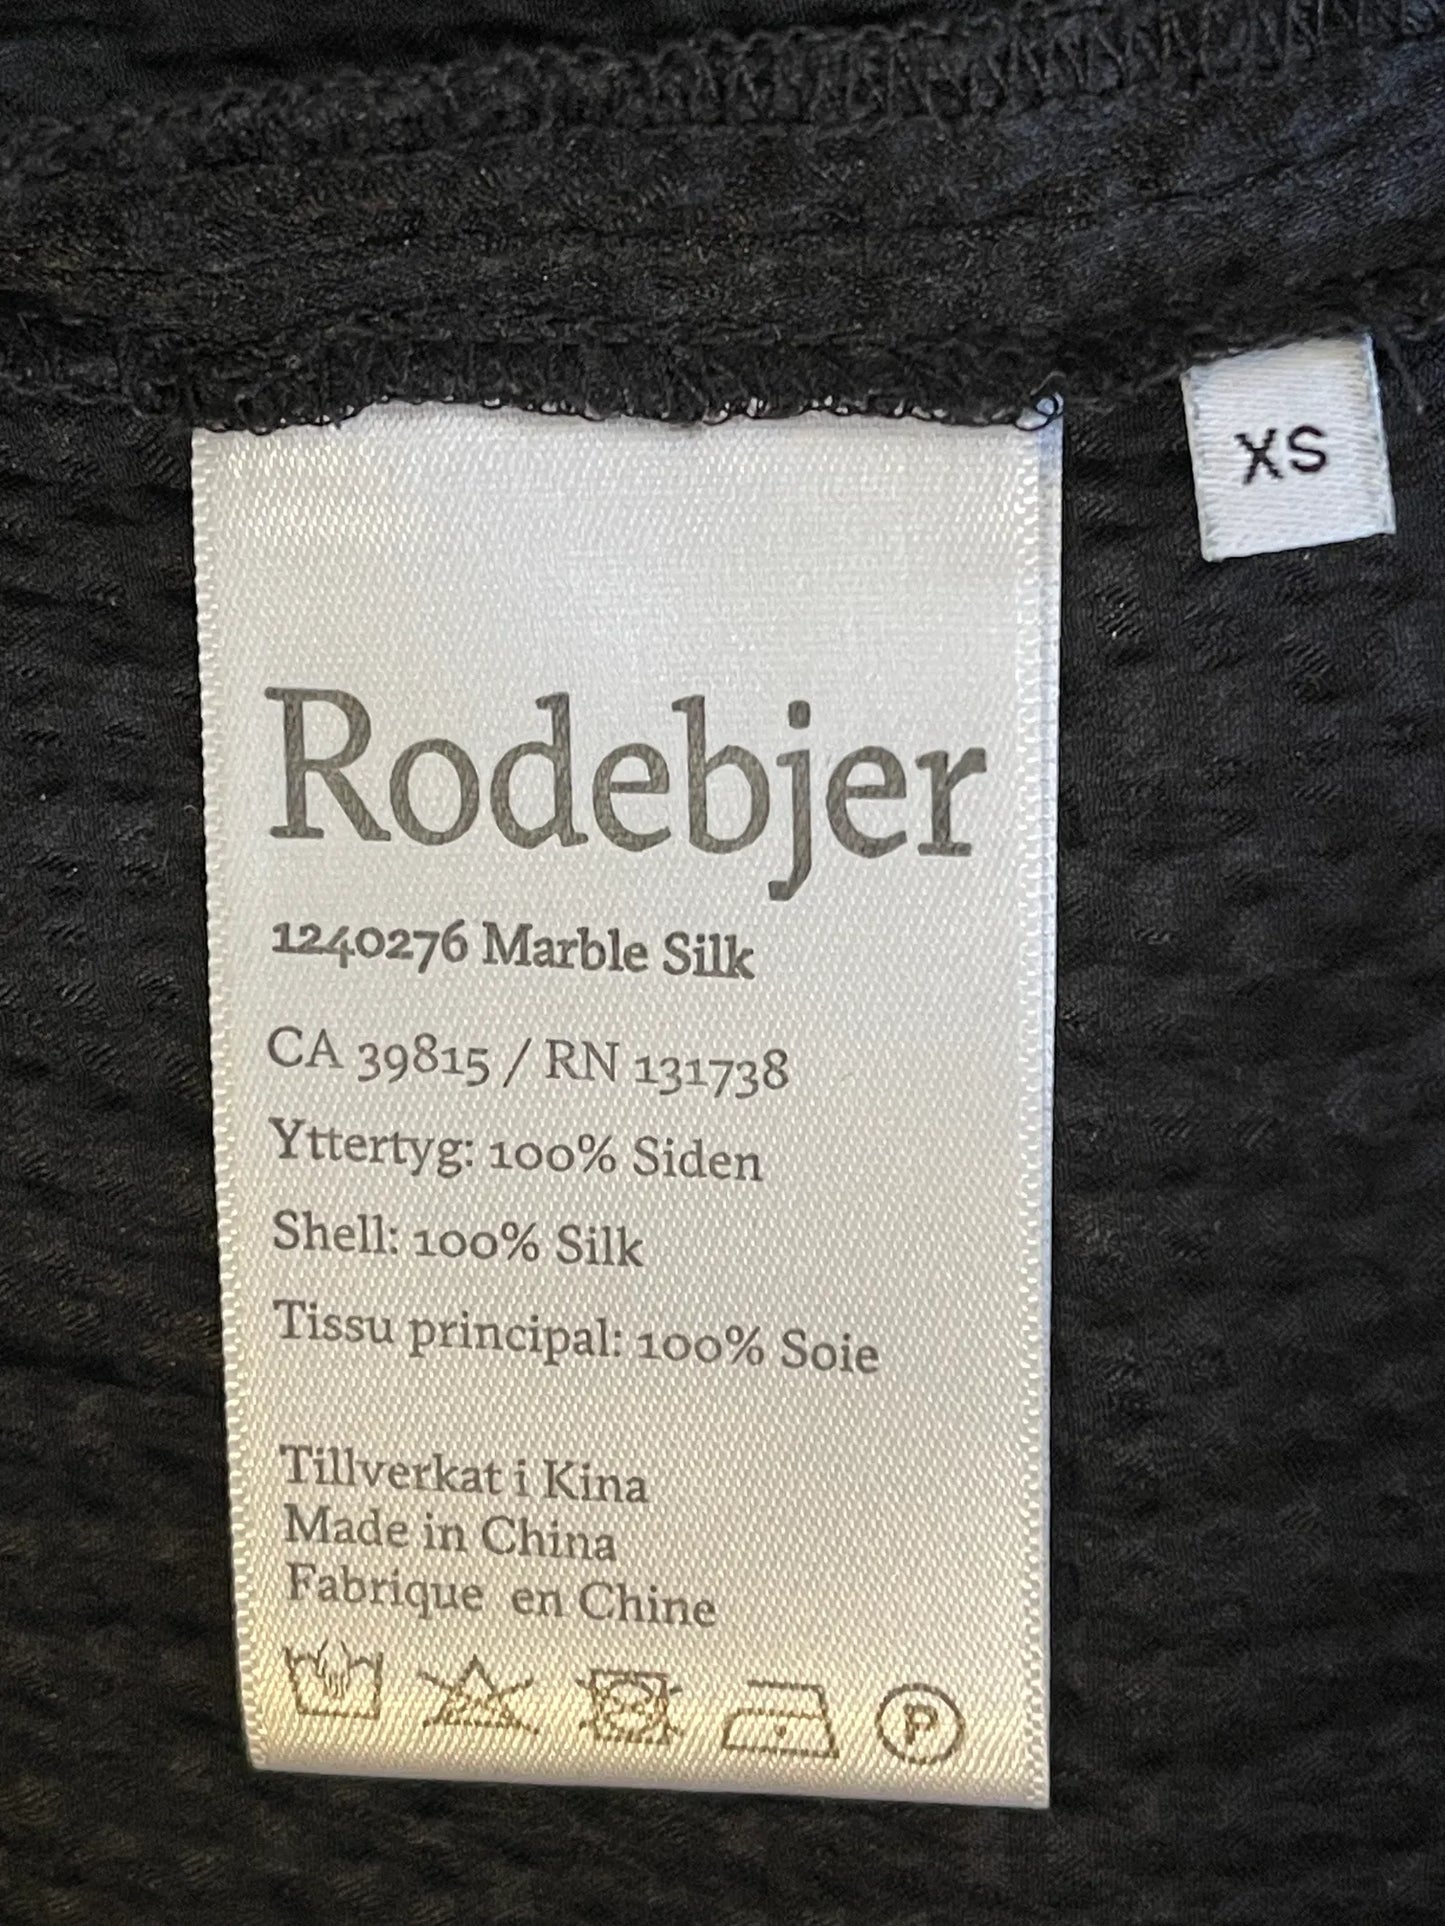 XS
Rodebjer
1240276 Marble Silk
CA 39815 / RN 131738
Yttertyg: 100% Siden
Shell: 100% Silk
Tissu principal: 100% Soie
Tillverkat i Kina
Made in China
Fabrique en Chine
P